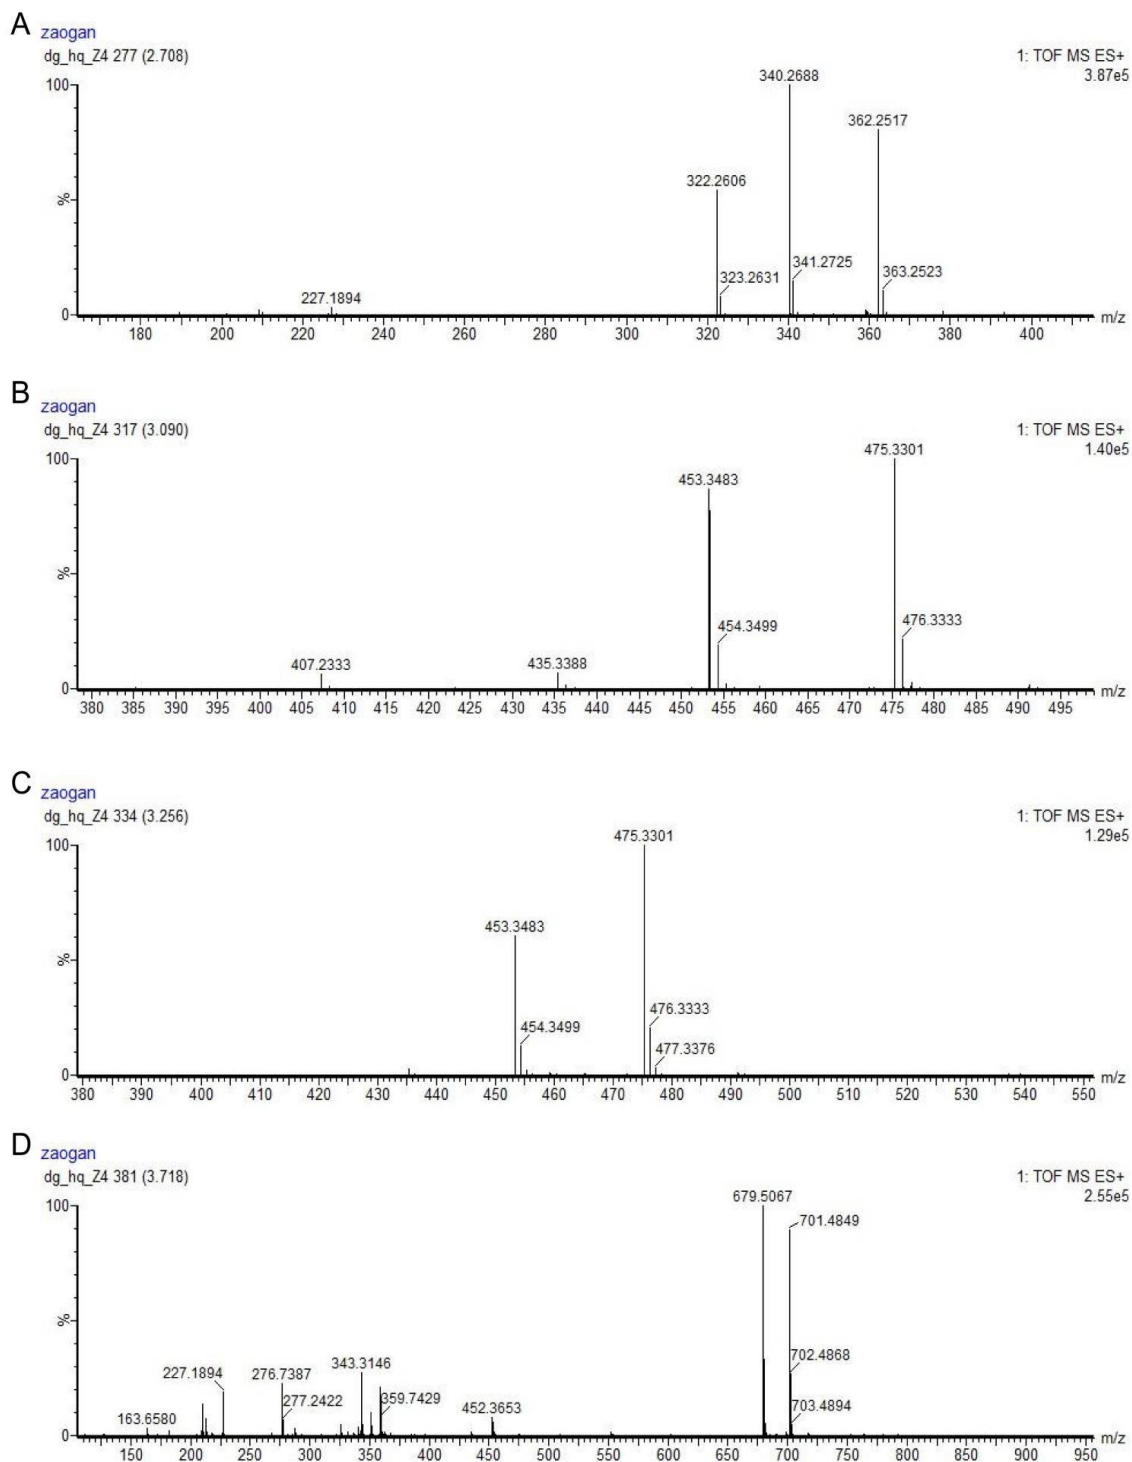 A
zaogan
dg_hq_Z4 277 (2.708)
1: TOF MS ES+
3.87e5
100
%
0
340.2688
362.2517
322.2606
341.2725
363.2523
323.2631
227.1894
180 200 220 240 260 280 300 320 340 360 380 400 m/z
B
zaogan
dg_hq_Z4 317 (3.090)
1: TOF MS ES+
1.40e5
100
%
0
475.3301
453.3483
454.3499
476.3333
407.2333
435.3388
380 385 390 395 400 405 410 415 420 425 430 435 440 445 450 455 460 465 470 475 480 485 490 495 m/z
C
zaogan
dg_hq_Z4 334 (3.256)
1: TOF MS ES+
1.29e5
100
%
0
475.3301
453.3483
476.3333
454.3499
477.3376
380 390 400 410 420 430 440 450 460 470 480 490 500 510 520 530 540 550 m/z
D
zaogan
dg_hq_Z4 381 (3.718)
1: TOF MS ES+
2.55e5
100
%
0
679.5067
701.4849
702.4868
703.4894
343.3146
227.1894
276.7387
277.2422
359.7429
452.3653
163.6580
150 200 250 300 350 400 450 500 550 600 650 700 750 800 850 900 950 m/z